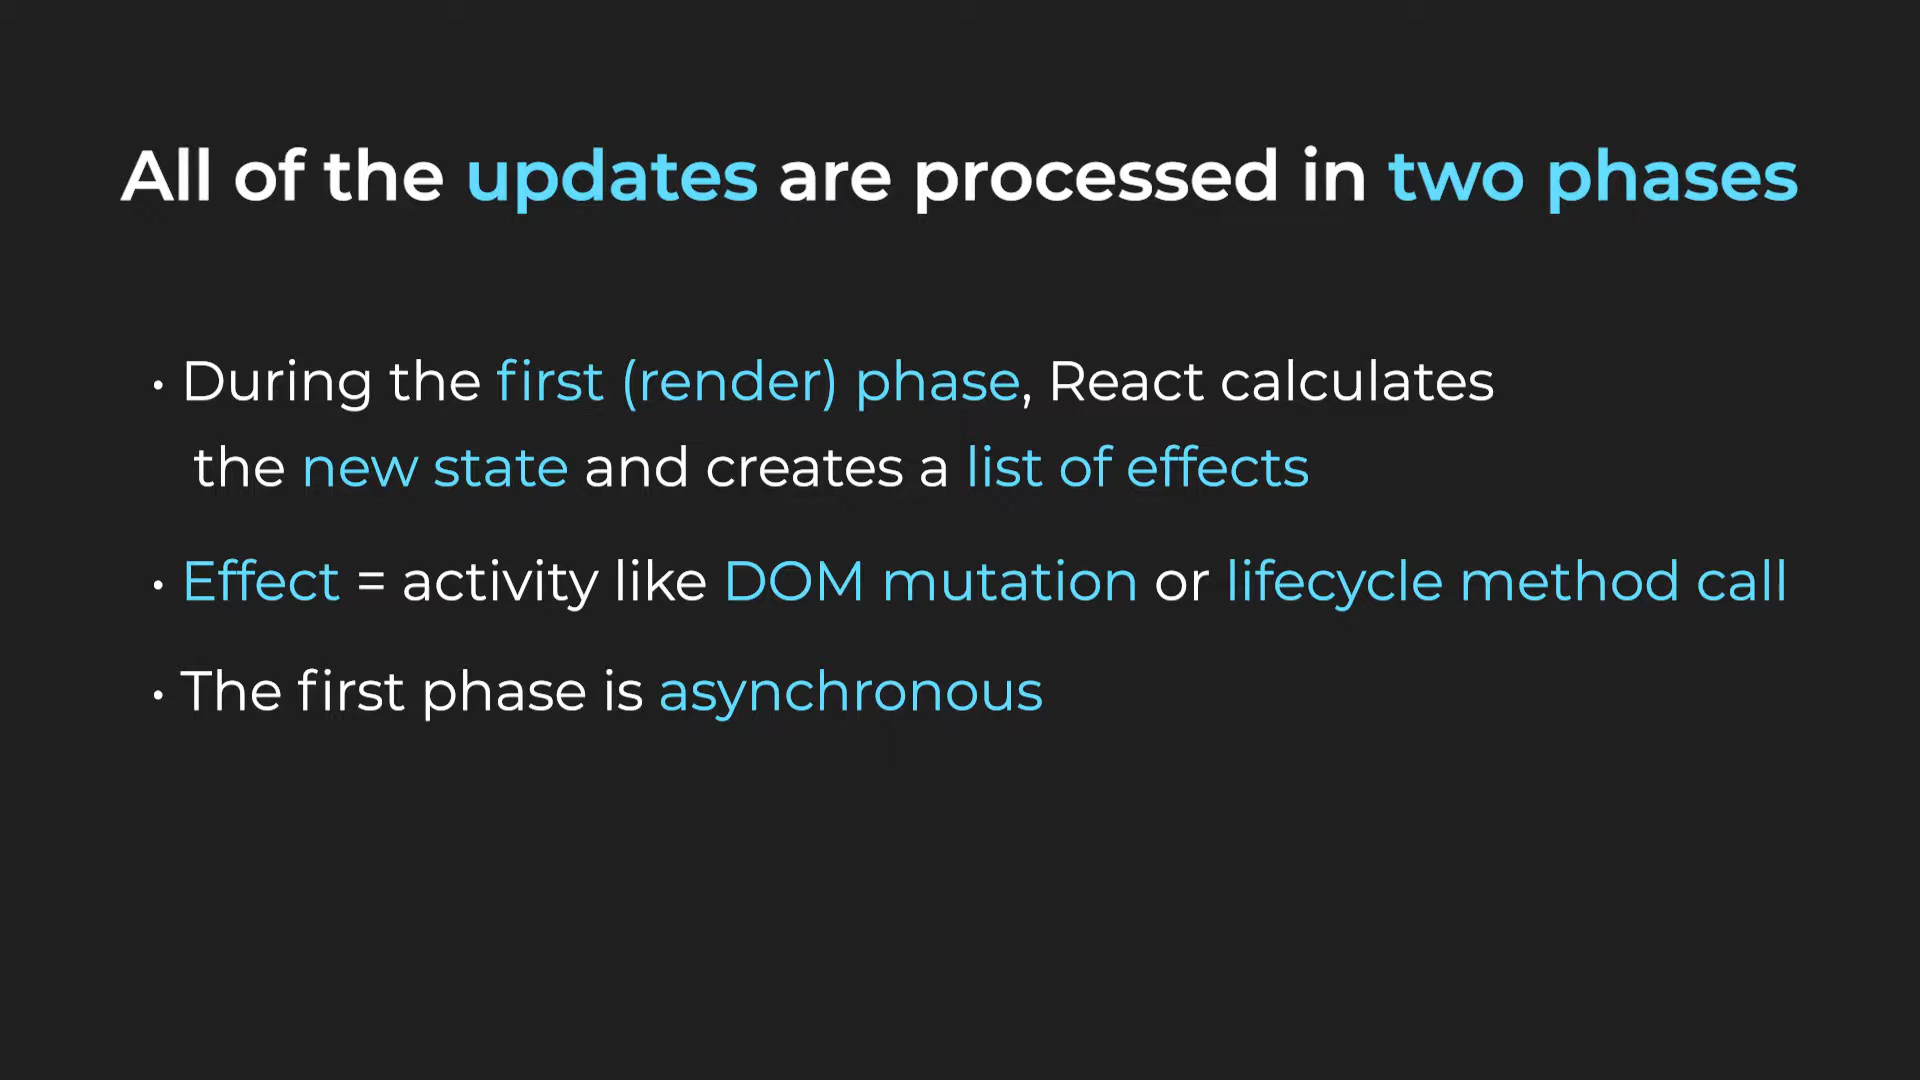 All of the updates are processed in two phases
• During the first (render) phase, React calculates
the new state and creates a list of effects
• Effect = activity like DOM mutation or lifecycle method call
• The first phase is asynchronous